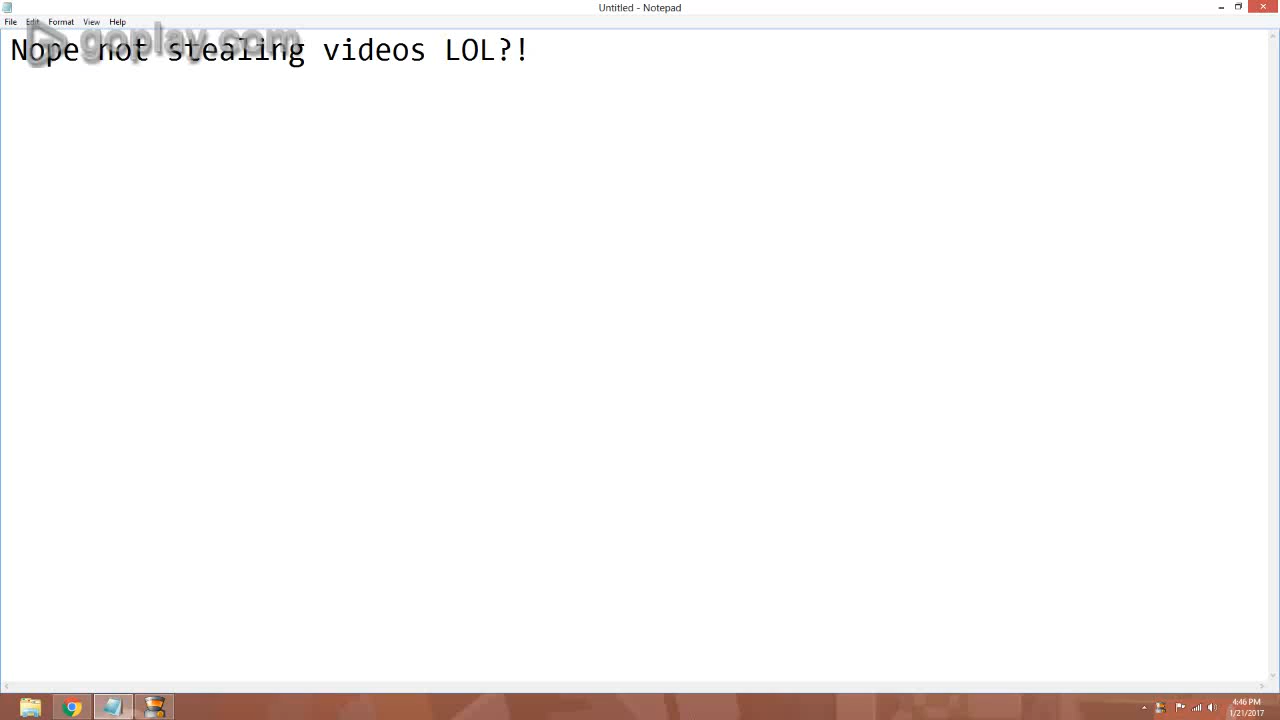 Untitled - Notepad
File Edit Format View Help
goplay.com
Nope not stealing videos LOL?!
4:46 PM
1/21/2017